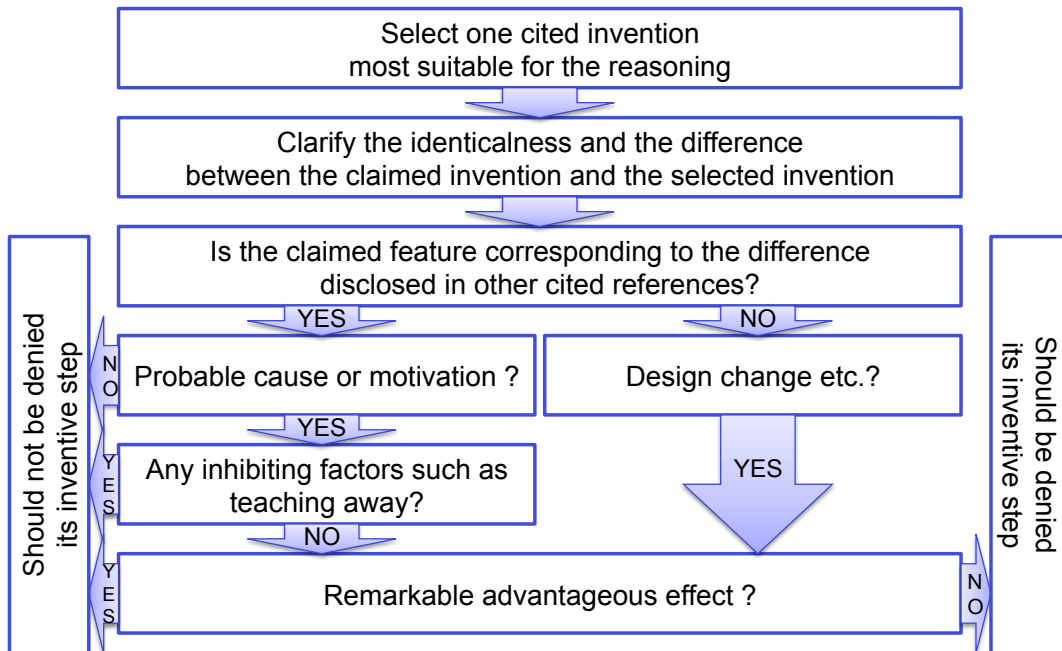 Select one cited invention
most suitable for the reasoning
Clarify the identicalness and the difference
between the claimed invention and the selected invention
Is the claimed feature corresponding to the difference
disclosed in other cited references?
YES
NO
Probable cause or motivation ?
Design change etc.?
NO
YES
YES
Any inhibiting factors such as
teaching away?
YES
NO
Remarkable advantageous effect ?
YES
NO
Should not be denied
its inventive step
Should be denied
its inventive step